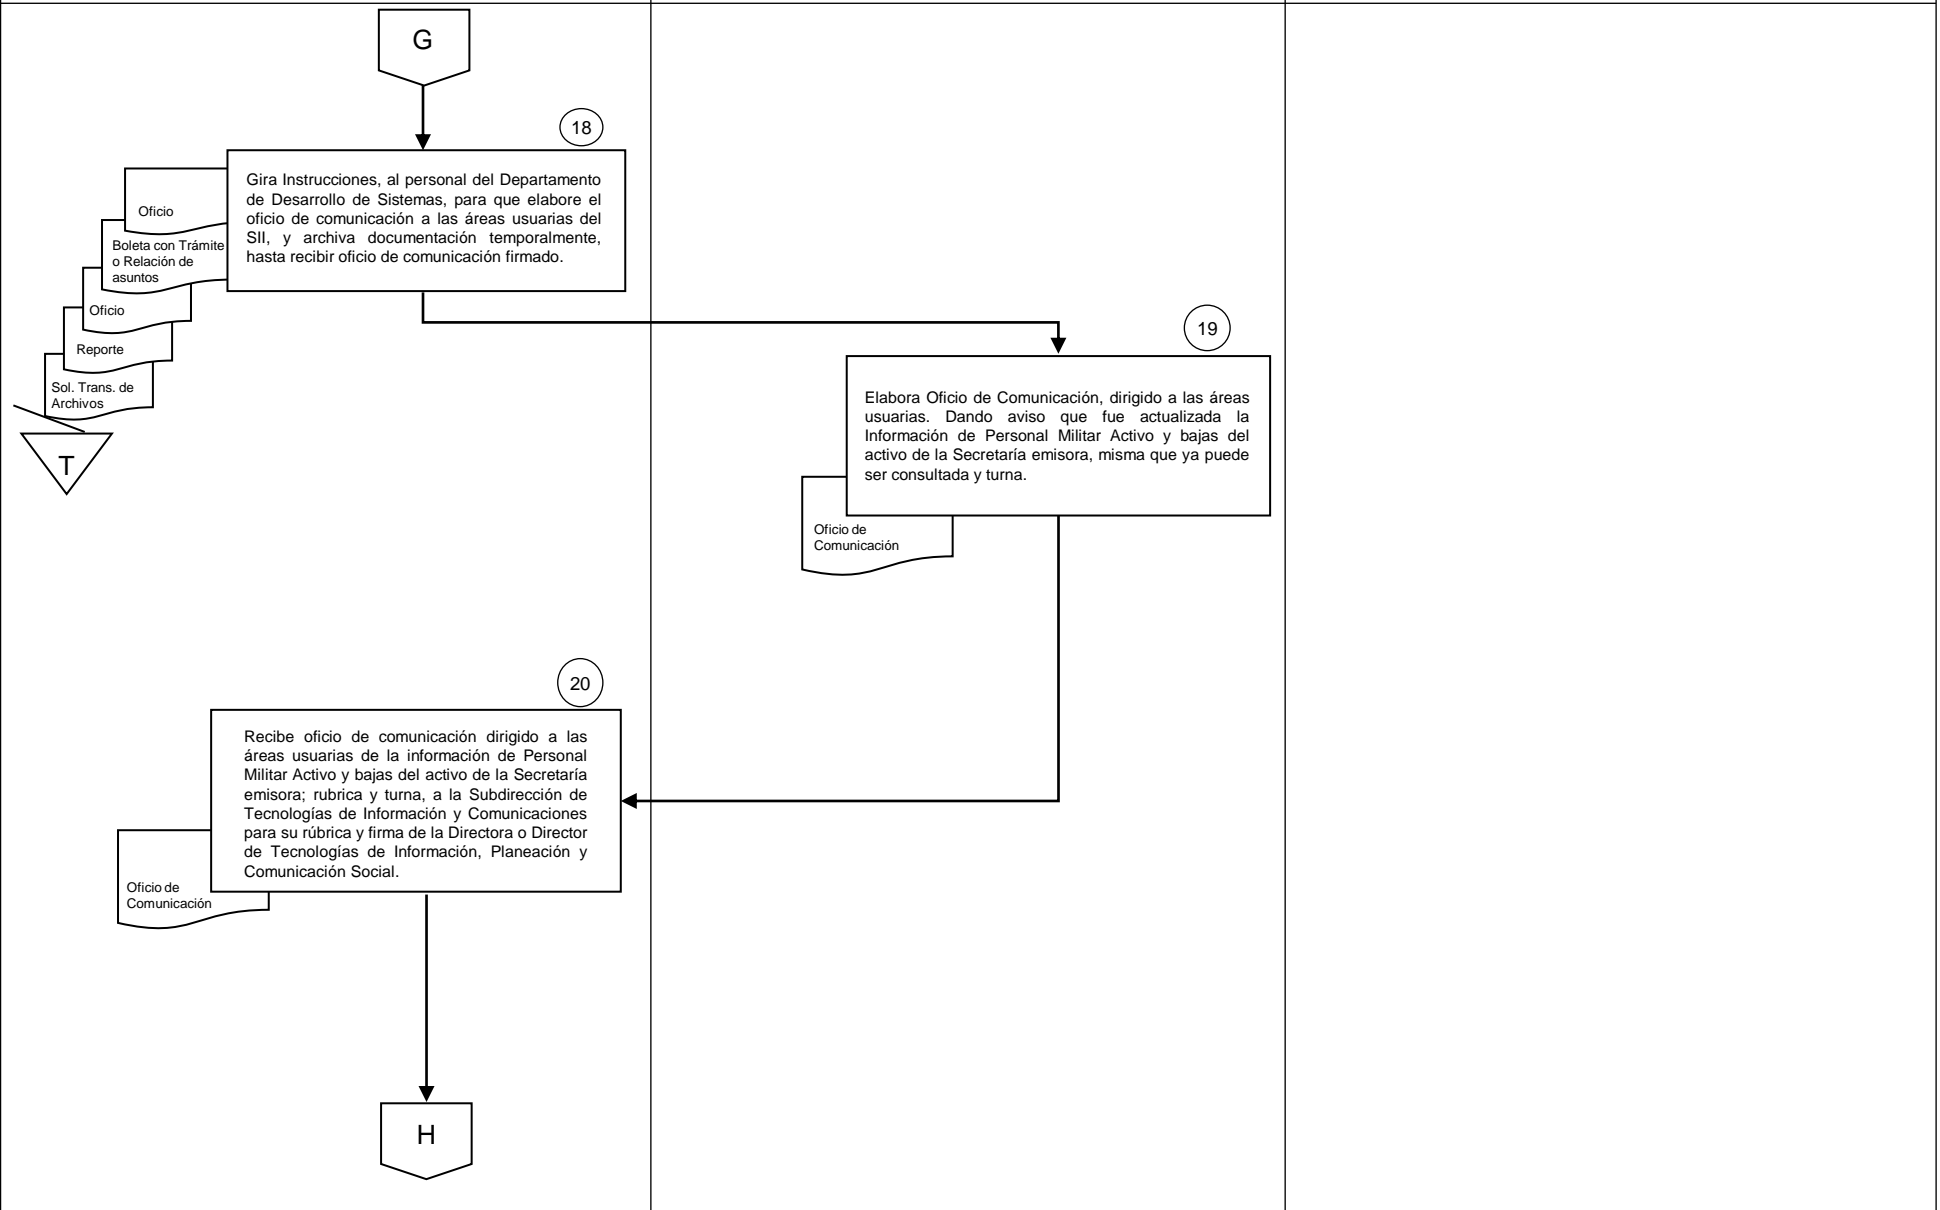 G
18
Gira Instrucciones, al personal del Departamento
de Desarrollo de Sistemas, para que elabore el
oficio de comunicación a las áreas usuarias del
SII, y archiva documentación temporalmente,
hasta recibir oficio de comunicación firmado.
Oficio
Boleta con Trámite
o Relación de
asuntos
Oficio
Reporte
Sol. Trans. de
Archivos
T
19
Elabora Oficio de Comunicación, dirigido a las áreas
usuarias. Dando aviso que fue actualizada la
Información de Personal Militar Activo y bajas del
activo de la Secretaría emisora, misma que ya puede
ser consultada y turna.
Oficio de
Comunicación
20
Recibe oficio de comunicación dirigido a las
áreas usuarias de la información de Personal
Militar Activo y bajas del activo de la Secretaría
emisora; rubrica y turna, a la Subdirección de
Tecnologías de Información y Comunicaciones
para su rúbrica y firma de la Directora o Director
de Tecnologías de Información, Planeación y
Comunicación Social.
Oficio de
Comunicación
H